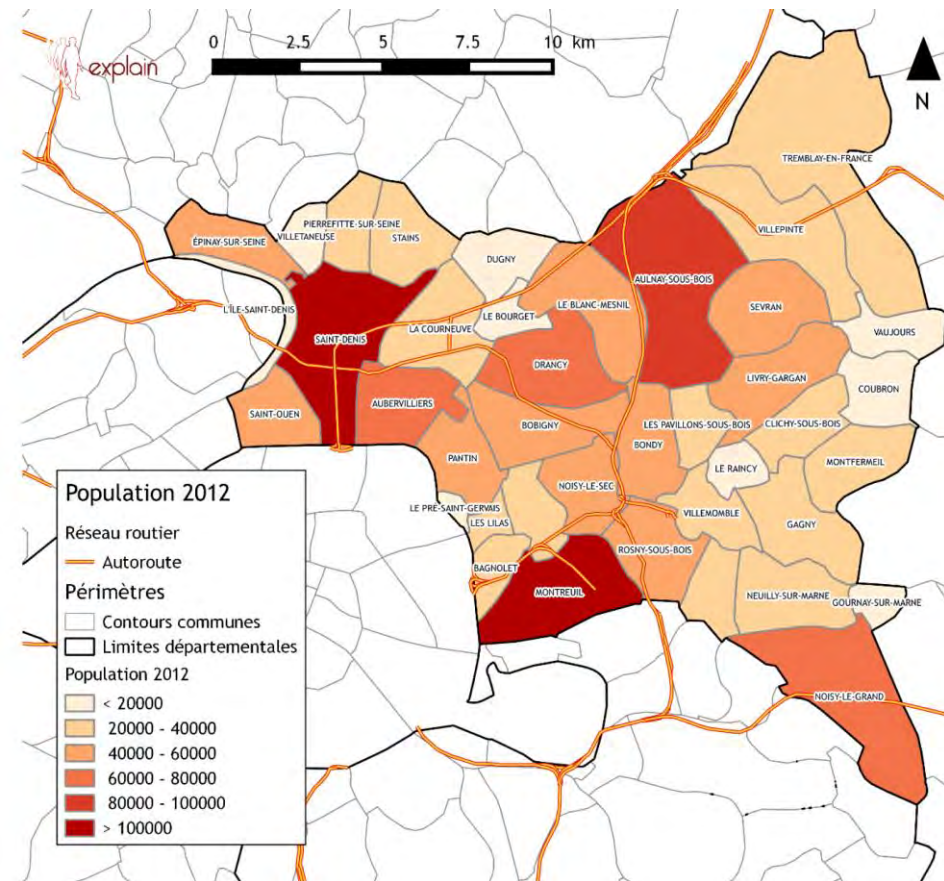 explain
0 2.5 5 7.5 10 km
N
TREMBLAY-EN-FRANCE
PIERREFITTE-SUR-SEINE
VILLEPINTE
VILLETANEUSE
STAINS
ÉPINAY-SUR-SEINE
DUGNY
AULNAY-SOUS-BOIS
LE BLANC-MESNIL
SEVRAN
L'ÎLE-SAINT-DENIS
LE BOURGET
LA COURNEUVE
VAUJOURS
SAINT-DENIS
DRANCY
LIVRY-GARGAN
COUBRON
AUBERVILLIERS
SAINT-OUEN
BOBIGNY
LES PAVILLONS-SOUS-BOIS
CLICHY-SOUS-BOIS
BONDY
PANTIN
MONTFERMEIL
LE RAINCY
NOISY-LE-SEC
LE PRÉ-SAINT-GERVAIS
VILLEMOMBLE
LES LILAS
GAGNY
ROSNY-SOUS-BOIS
BAGNOLET
MONTREUIL
NEUILLY-SUR-MARNE
GOURNAY-SUR-MARNE
NOISY-LE-GRAND
Population 2012
Réseau routier
Autoroute
Périmètres
Contours communes
Limites départementales
Population 2012
< 20000
20000 - 40000
40000 - 60000
60000 - 80000
80000 - 100000
> 100000